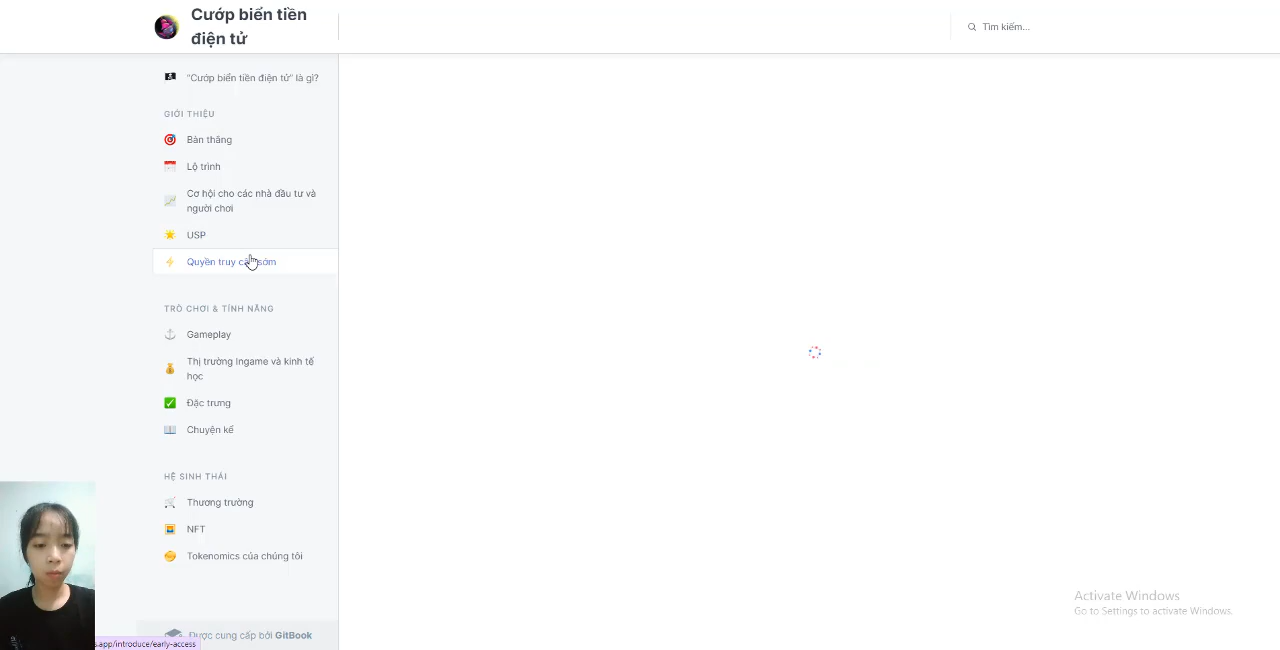 Cướp biển tiền
điện tử
Tìm kiếm...
"Cướp biển tiền điện tử" là gì?
GIỚI THIỆU
Bàn thắng
Lộ trình
Cơ hội cho các nhà đầu tư và
người chơi
USP
Quyền truy cập sớm
TRÒ CHƠI & TÍNH NĂNG
Gameplay
Thị trường Ingame và kinh tế
học
Đặc trưng
Chuyện kể
HỆ SINH THÁI
Thương trường
NFT
Tokenomics của chúng tôi
Được cung cấp bởi GitBook
s.app/introduce/early-access
Activate Windows
Go to Settings to activate Windows.